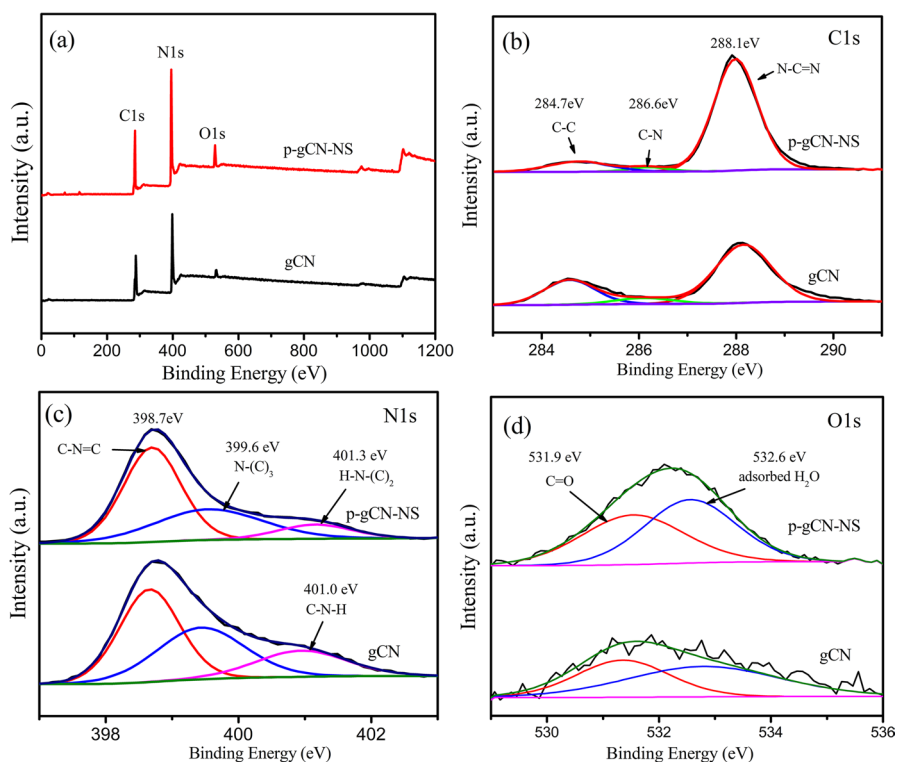 (a)
N1s
C1s
O1s
p-gCN-NS
gCN
Intensity (a.u.)
0 200 400 600 800 1000 1200
Binding Energy (eV)
(b)
C1s
288.1eV
N-C=N
284.7eV
286.6eV
C-C
C-N
p-gCN-NS
gCN
Intensity (a.u.)
284 286 288 290
Binding Energy (eV)
(c)
N1s
398.7eV
C-N=C
399.6 eV
N-(C)₃
401.3 eV
H-N-(C)₂
p-gCN-NS
401.0 eV
C-N-H
gCN
Intensity (a.u.)
398 400 402
Binding Energy (eV)
(d)
O1s
531.9 eV
C=O
532.6 eV
adsorbed H₂O
p-gCN-NS
gCN
Intensity (a.u.)
530 532 534 536
Binding Energy (eV)